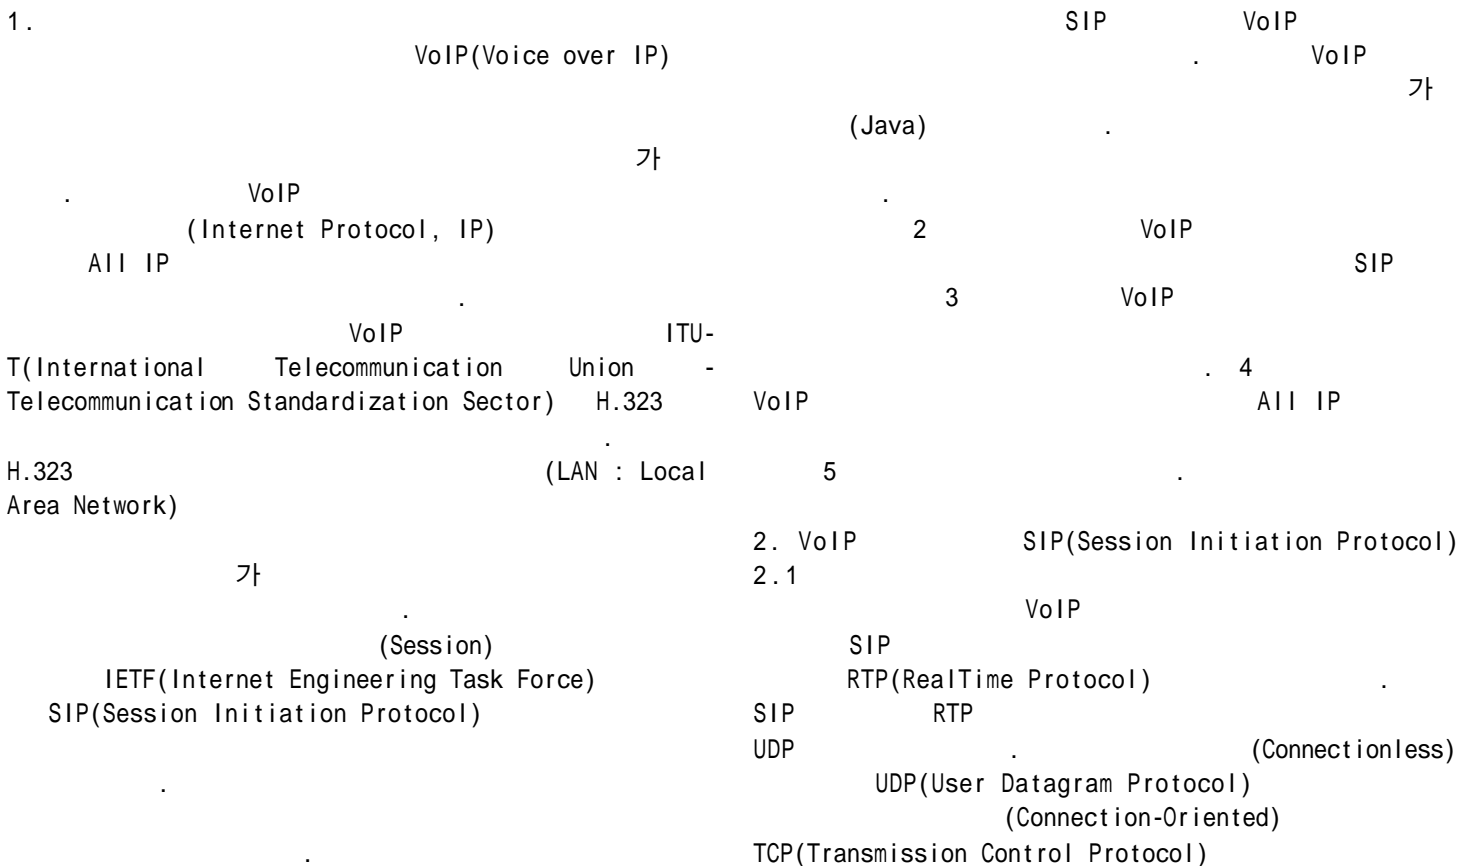 1.
VoIP(Voice over IP)
가
. VoIP
(Internet Protocol, IP)
All IP
.
VoIP ITU-
T(International Telecommunication Union -
Telecommunication Standardization Sector) H.323
.
H.323 (LAN : Local
Area Network)
가
.
(Session)
IETF(Internet Engineering Task Force)
SIP(Session Initiation Protocol)
.
.
SIP VoIP
. VoIP
가
(Java) .
.
2 VoIP
SIP
3 VoIP
. 4
VoIP All IP
5 .
2. VoIP SIP(Session Initiation Protocol)
2.1
VoIP
SIP
RTP(RealTime Protocol) .
SIP RTP
UDP . (Connectionless)
UDP(User Datagram Protocol)
(Connection-Oriented)
TCP(Transmission Control Protocol)